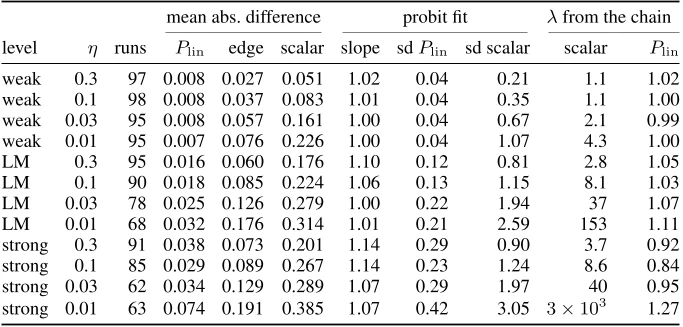 mean abs. difference probit fit λ from the chain
level η runs P_lin edge scalar slope sd P_lin sd scalar scalar P_lin
weak 0.3 97 0.008 0.027 0.051 1.02 0.04 0.21 1.1 1.02
weak 0.1 98 0.008 0.037 0.083 1.01 0.04 0.35 1.1 1.00
weak 0.03 95 0.008 0.057 0.161 1.00 0.04 0.67 2.1 0.99
weak 0.01 95 0.007 0.076 0.226 1.00 0.04 1.07 4.3 1.00
LM 0.3 95 0.016 0.060 0.176 1.10 0.12 0.81 2.8 1.05
LM 0.1 90 0.018 0.085 0.224 1.06 0.13 1.15 8.1 1.03
LM 0.03 78 0.025 0.126 0.279 1.00 0.22 1.94 37 1.07
LM 0.01 68 0.032 0.176 0.314 1.01 0.21 2.59 153 1.11
strong 0.3 91 0.038 0.073 0.201 1.14 0.29 0.90 3.7 0.92
strong 0.1 85 0.029 0.089 0.267 1.14 0.23 1.24 8.6 0.84
strong 0.03 62 0.034 0.129 0.289 1.07 0.29 1.97 40 0.95
strong 0.01 63 0.074 0.191 0.385 1.07 0.42 3.05 3 × 10³ 1.27